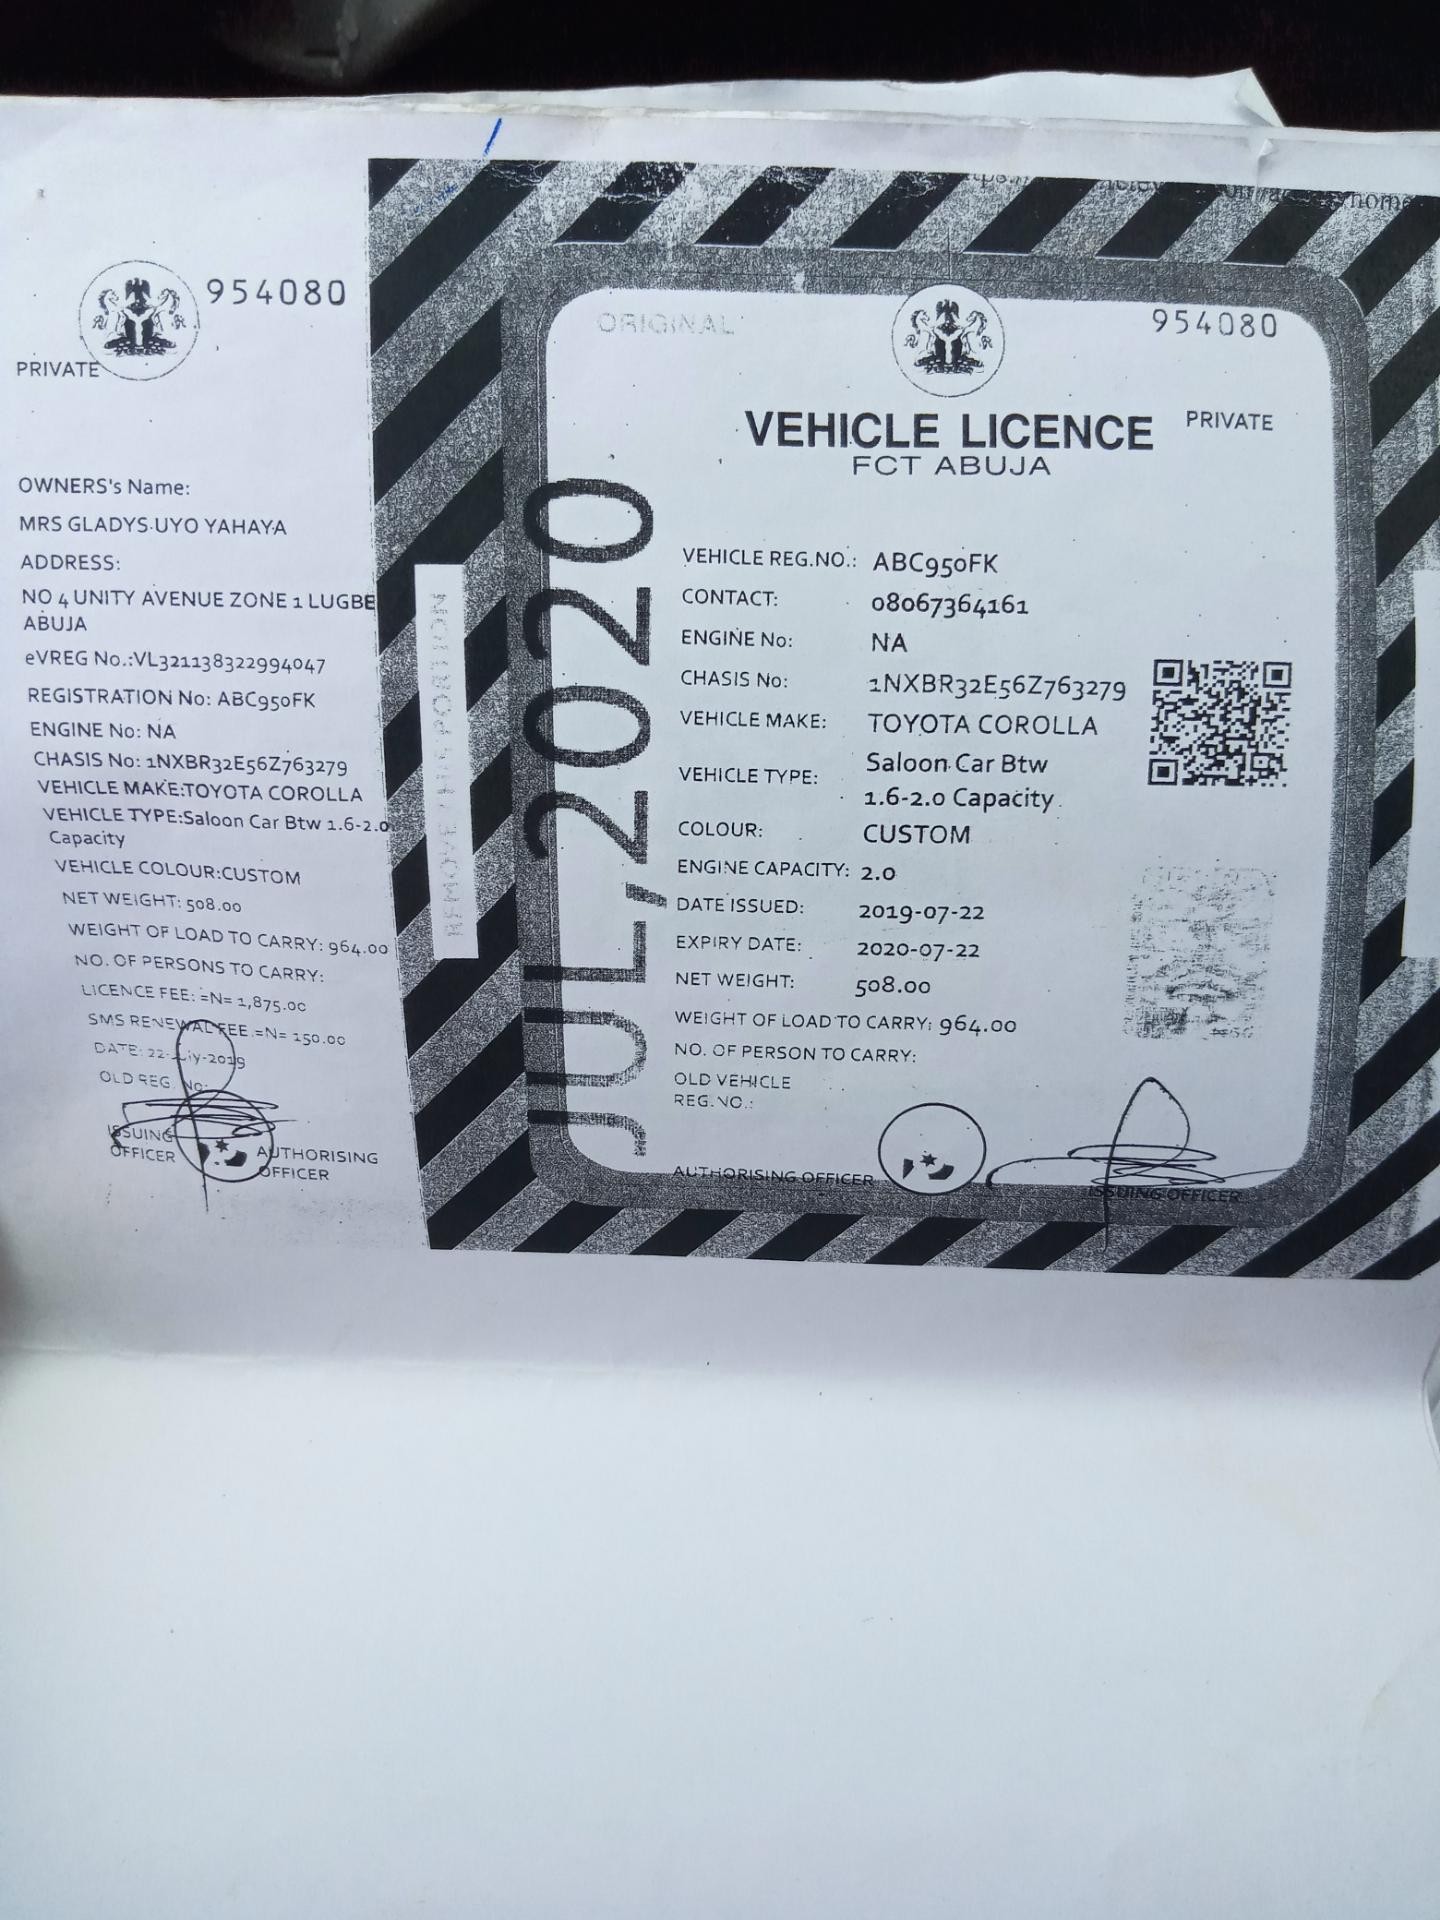 954080
PRIVATE
OWNERS's Name:
MRS GLADYS UYO YAHAYA
ADDRESS:
NO 4 UNITY AVENUE ZONE 1 LUGBE
ABUJA
eVREG No.:VL321138322994047
REGISTRATION No: ABC950FK
ENGINE No: NA
CHASIS No: 1NXBR32E56Z763279
VEHICLE MAKE:TOYOTA COROLLA
VEHICLE TYPE:Saloon Car Btw 1.6-2.0
Capacity
VEHICLE COLOUR:CUSTOM
NET WEIGHT: 508.00
WEIGHT OF LOAD TO CARRY: 964.00
NO. OF PERSONS TO CARRY:
LICENCE FEE: =N= 1,875.00
SMS RENEWAL FEE.=N= 150.00
DATE: 22-July-2019
OLD REG. No:
ISSUING
OFFICER
AUTHORISING
OFFICER
REMOVE THIS PORTION
JUL, 2020
ORIGINAL
954080
VEHICLE LICENCE
PRIVATE
FCT ABUJA
VEHICLE REG.NO.: ABC950FK
CONTACT: 08067364161
ENGINE No: NA
CHASIS No: 1NXBR32E56Z763279
VEHICLE MAKE: TOYOTA COROLLA
VEHICLE TYPE: Saloon Car Btw
1.6-2.0 Capacity
COLOUR: CUSTOM
ENGINE CAPACITY: 2.0
DATE ISSUED: 2019-07-22
EXPIRY DATE: 2020-07-22
NET WEIGHT: 508.00
WEIGHT OF LOAD TO CARRY: 964.00
NO. OF PERSON TO CARRY:
OLD VEHICLE
REG.NO.:
AUTHORISING OFFICER
ISSUING OFFICER